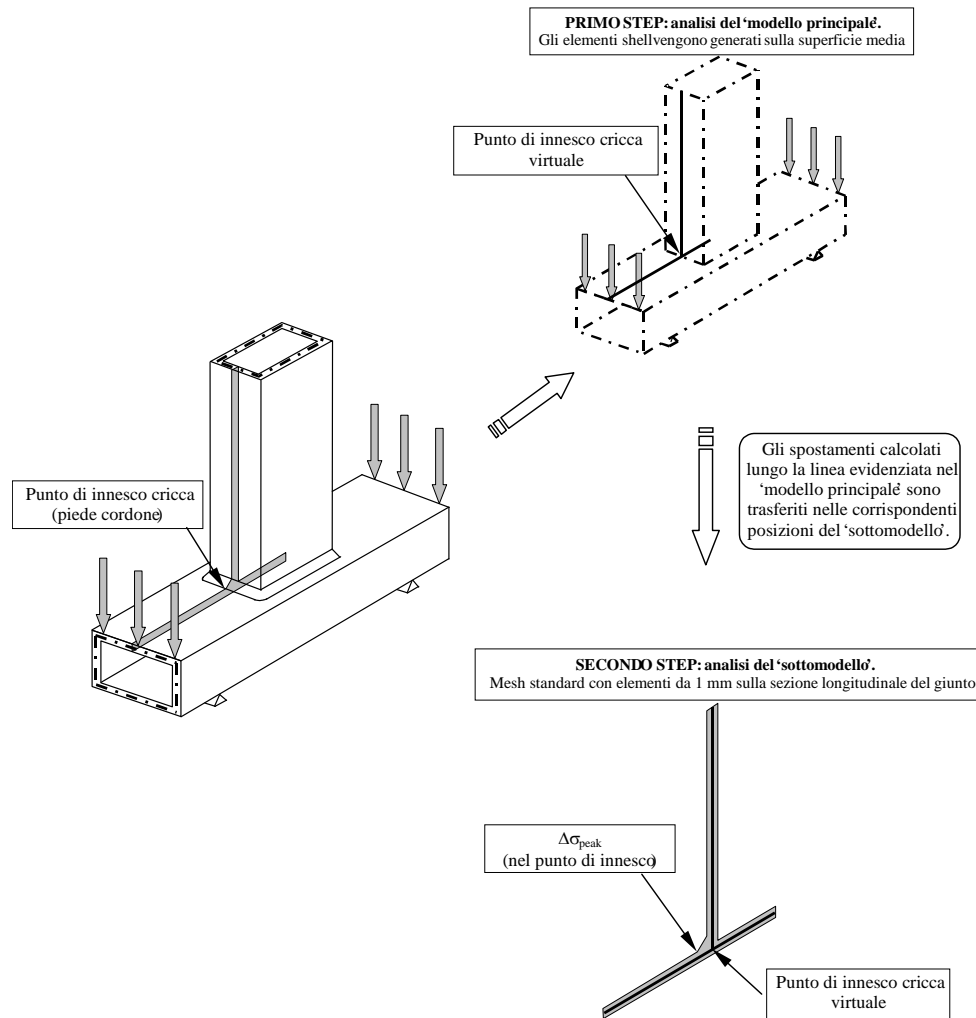 PRIMO STEP: analisi del ‘modello principale’.
Gli elementi shellvengono generati sulla superficie media
Punto di innesco cricca
virtuale
Punto di innesco cricca
(piede cordone)
Gli spostamenti calcolati
lungo la linea evidenziata nel
‘modello principale’ sono
trasferiti nelle corrispondenti
posizioni del ‘sottomodello’.
SECONDO STEP: analisi del ‘sottomodello’.
Mesh standard con elementi da 1 mm sulla sezione longitudinale del giunto
Δσpeak
(nel punto di innesco)
Punto di innesco cricca
virtuale